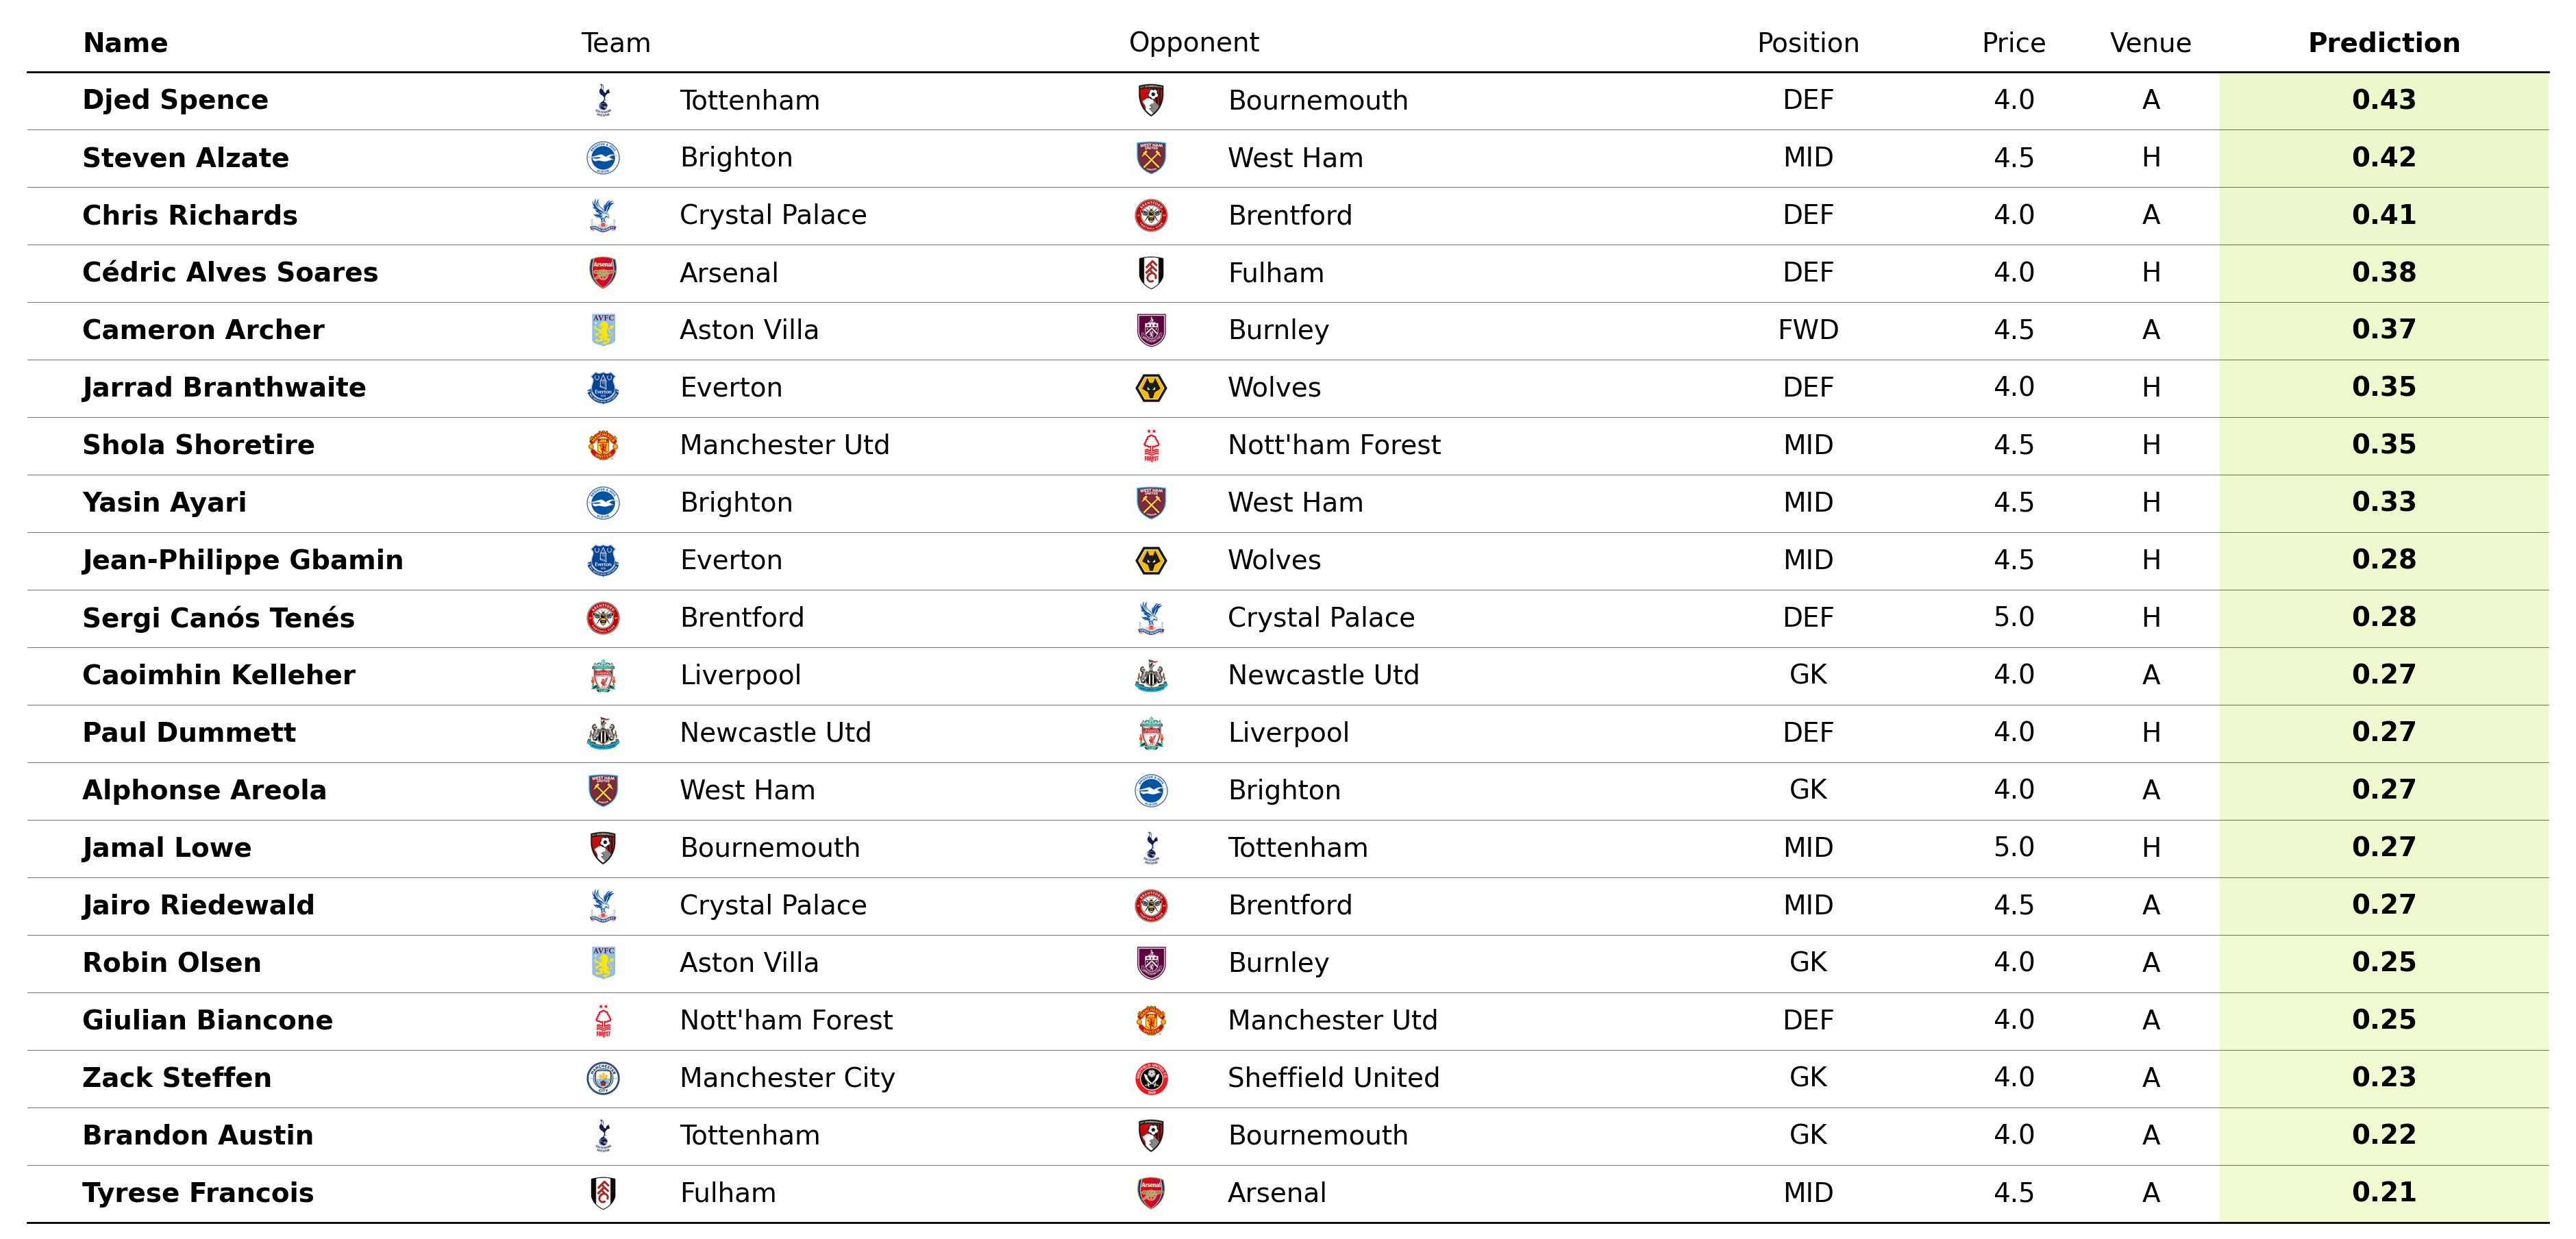 Name Team Opponent Position Price Venue Prediction
Djed Spence Tottenham Bournemouth DEF 4.0 A 0.43
Steven Alzate Brighton West Ham MID 4.5 H 0.42
Chris Richards Crystal Palace Brentford DEF 4.0 A 0.41
Cédric Alves Soares Arsenal Fulham DEF 4.0 H 0.38
Cameron Archer Aston Villa Burnley FWD 4.5 A 0.37
Jarrad Branthwaite Everton Wolves DEF 4.0 H 0.35
Shola Shoretire Manchester Utd Nott'ham Forest MID 4.5 H 0.35
Yasin Ayari Brighton West Ham MID 4.5 H 0.33
Jean-Philippe Gbamin Everton Wolves MID 4.5 H 0.28
Sergi Canós Tenés Brentford Crystal Palace DEF 5.0 H 0.28
Caoimhin Kelleher Liverpool Newcastle Utd GK 4.0 A 0.27
Paul Dummett Newcastle Utd Liverpool DEF 4.0 H 0.27
Alphonse Areola West Ham Brighton GK 4.0 A 0.27
Jamal Lowe Bournemouth Tottenham MID 5.0 H 0.27
Jairo Riedewald Crystal Palace Brentford MID 4.5 A 0.27
Robin Olsen Aston Villa Burnley GK 4.0 A 0.25
Giulian Biancone Nott'ham Forest Manchester Utd DEF 4.0 A 0.25
Zack Steffen Manchester City Sheffield United GK 4.0 A 0.23
Brandon Austin Tottenham Bournemouth GK 4.0 A 0.22
Tyrese Francois Fulham Arsenal MID 4.5 A 0.21